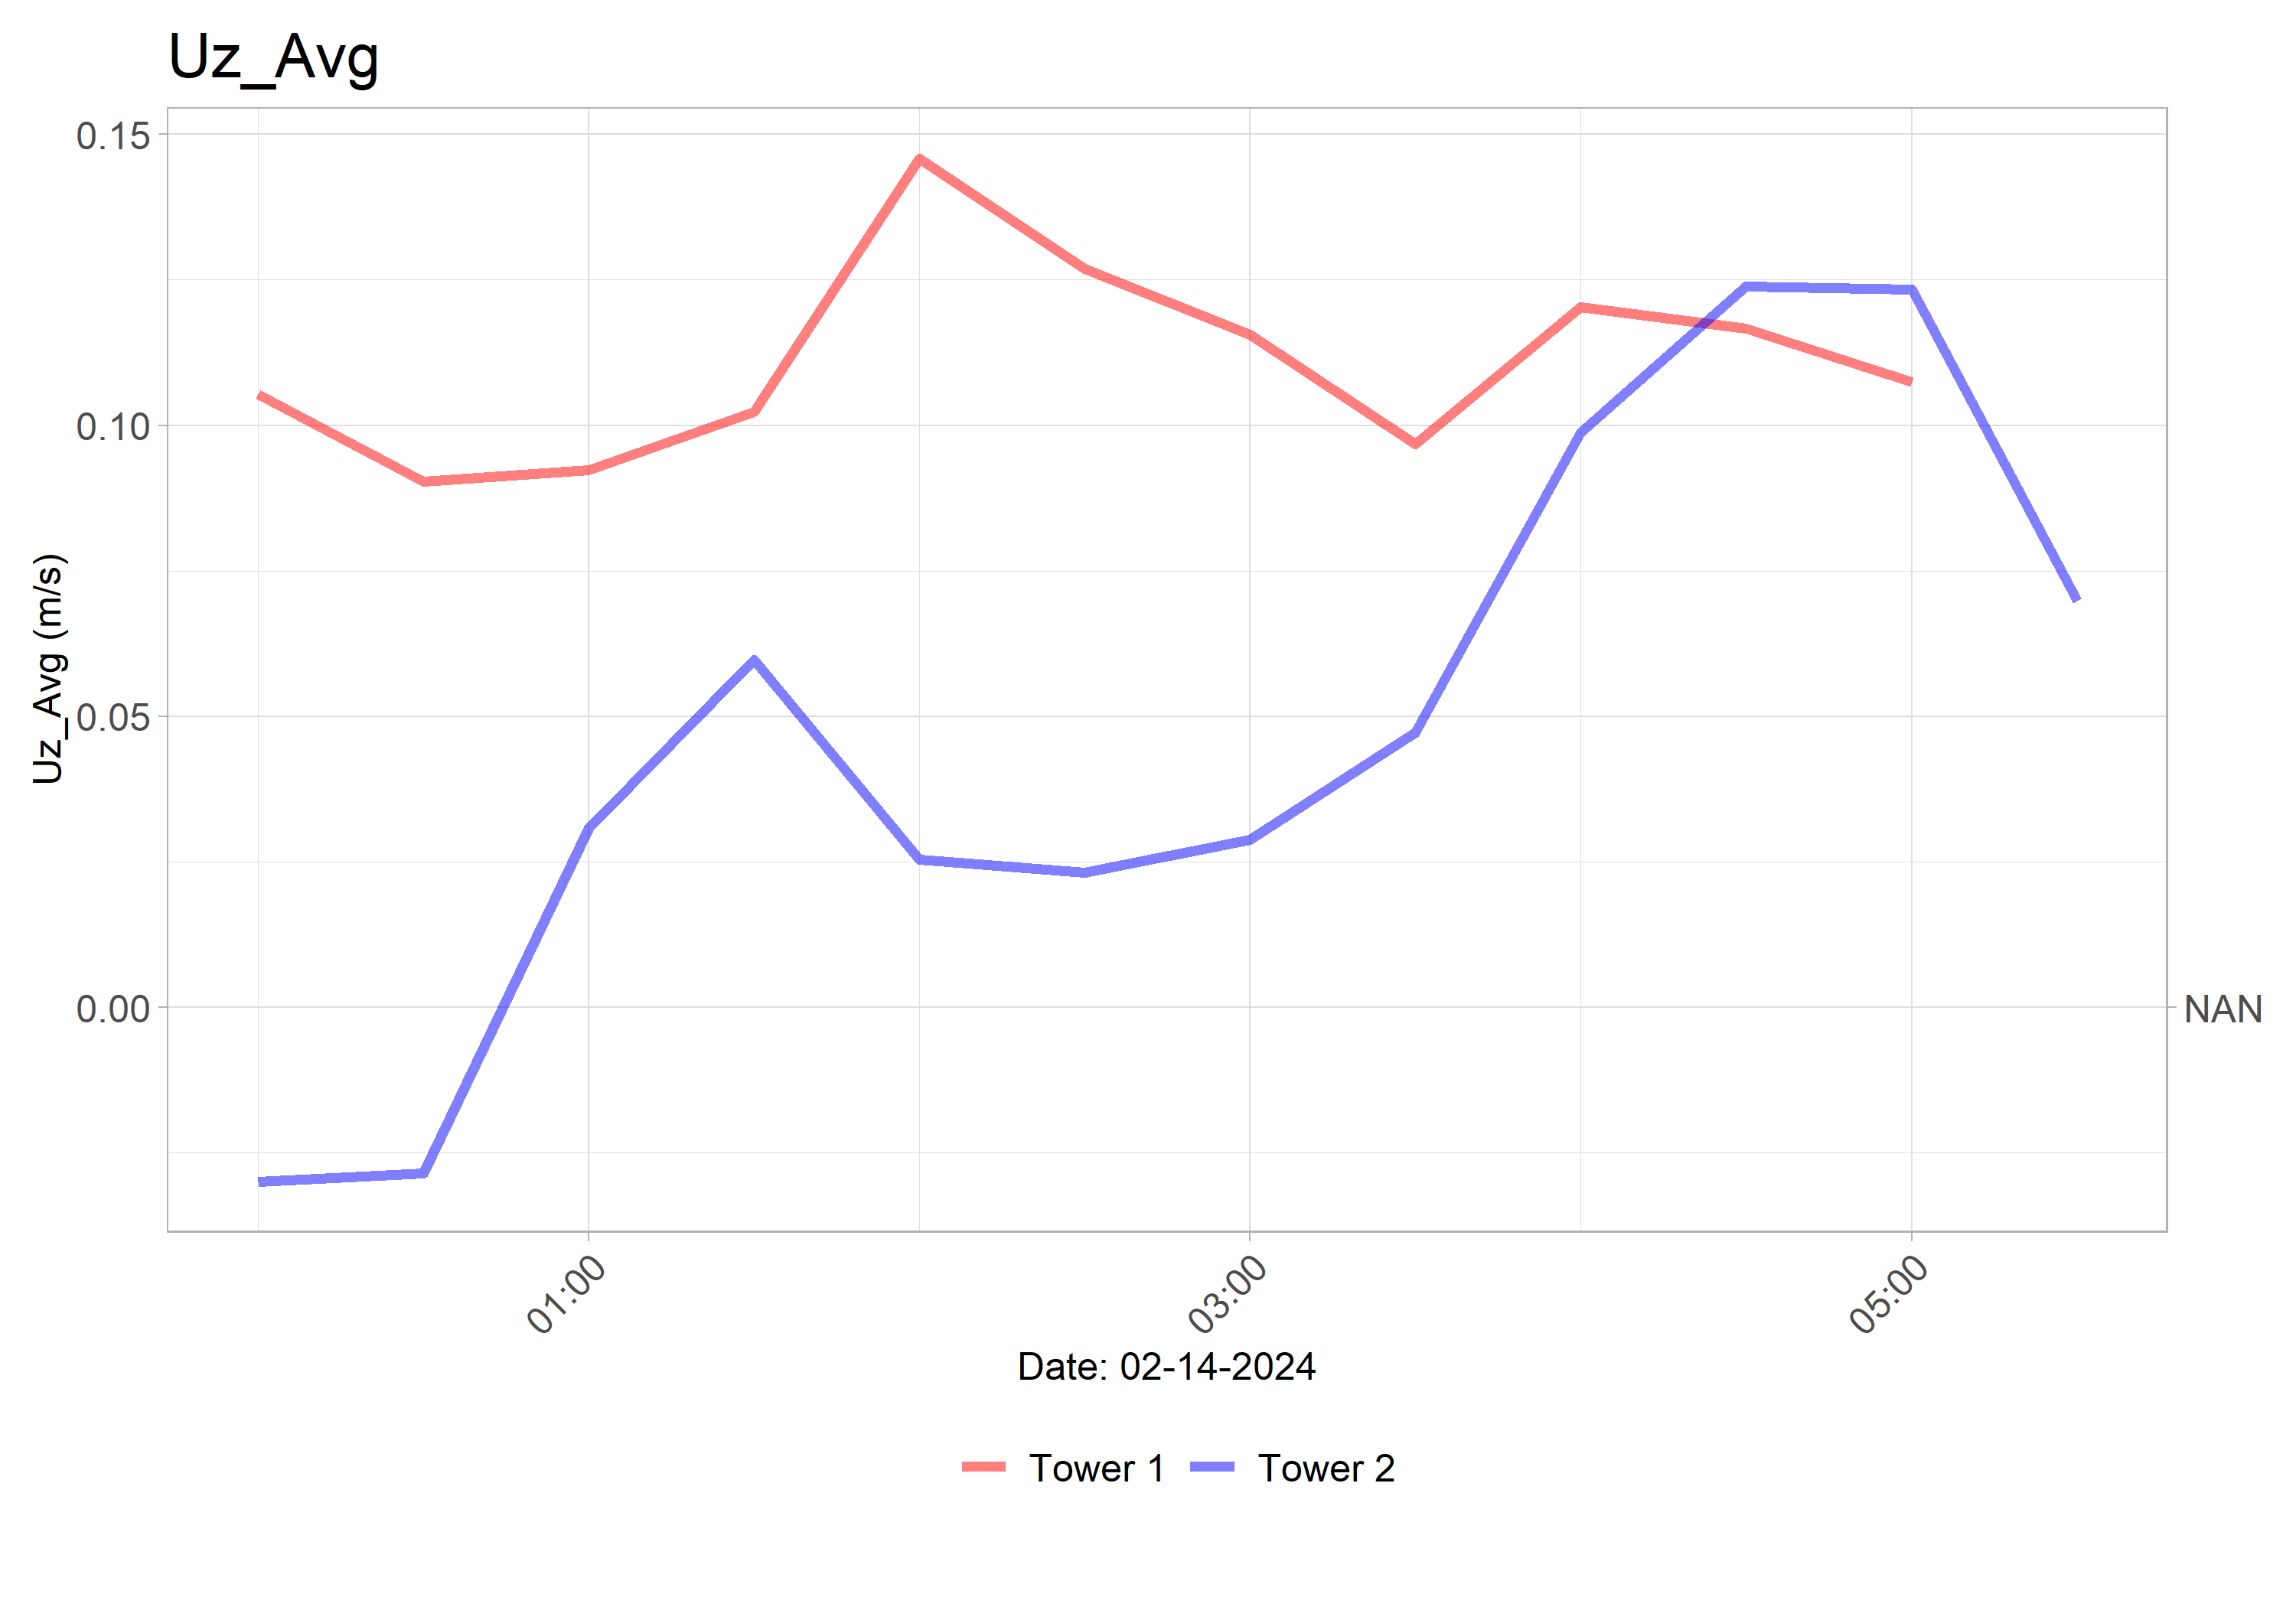 Uz_Avg
Uz_Avg (m/s)
0.15
0.10
0.05
0.00
NAN
01:00
03:00
05:00
Date: 02-14-2024
Tower 1
Tower 2